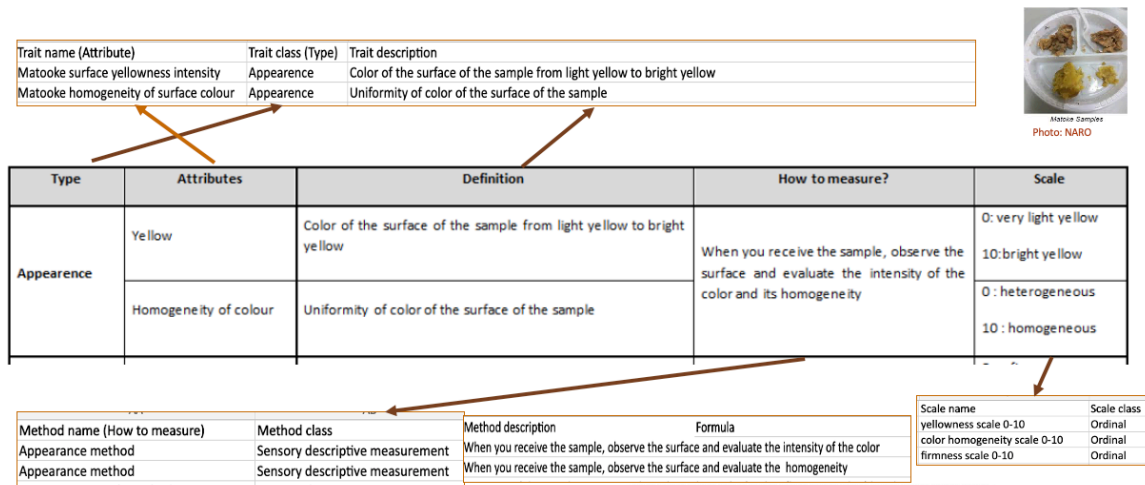 Trait name (Attribute) Trait class (Type) Trait description
Matooke surface yellowness intensity Appearence Color of the surface of the sample from light yellow to bright yellow
Matooke homogeneity of surface colour Appearence Uniformity of color of the surface of the sample
Matoke Samples
Photo: NARO
Type Attributes Definition How to measure? Scale
Appearence
Yellow
Color of the surface of the sample from light yellow to bright
yellow
When you receive the sample, observe the
surface and evaluate the intensity of the
color and its homogeneity
0: very light yellow
10:bright yellow
Homogeneity of colour
Uniformity of color of the surface of the sample
0 : heterogeneous
10 : homogeneous
Method name (How to measure) Method class Method description Formula
Appearance method Sensory descriptive measurement When you receive the sample, observe the surface and evaluate the intensity of the color
Appearance method Sensory descriptive measurement When you receive the sample, observe the surface and evaluate the homogeneity
Scale name Scale class
yellowness scale 0-10 Ordinal
color homogeneity scale 0-10 Ordinal
firmness scale 0-10 Ordinal